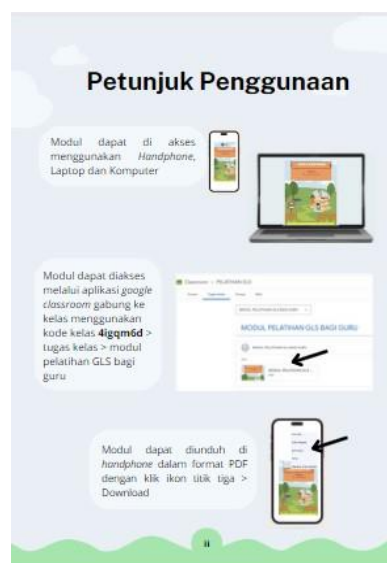 Petunjuk Penggunaan
Modul dapat di akses
menggunakan Handphone,
Laptop dan Komputer
Modul dapat diakses
melalui aplikasi google
classroom gabung ke
kelas menggunakan
kode kelas 4igqm6d >
tugas kelas > modul
pelatihan GLS bagi
guru
MODUL PELATIHAN GLS BAGI GURU
Modul dapat diunduh di
handphone dalam format PDF
dengan klik ikon titik tiga >
Download
ii